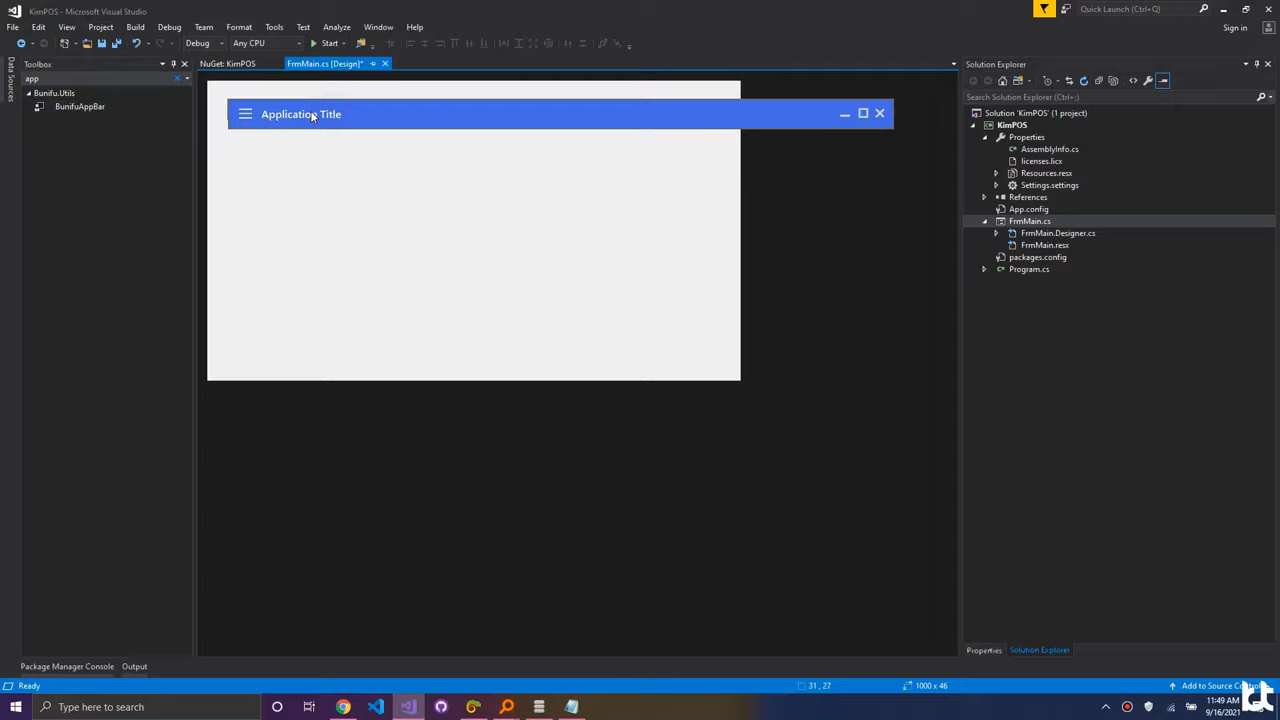 KimPOS - Microsoft Visual Studio
Quick Launch (Ctrl+;)
File Edit View Project Build Debug Team Format Tools Test Analyze Window Help
Sign in
Debug Any CPU Start
Data Sources
Toolbox
app
Bunifu.Utils
BunifuAppBar
NuGet: KimPOS FrmMain.cs [Design]*
Application Title
Solution Explorer
Search Solution Explorer (Ctrl+;)
Solution 'KimPOS' (1 project)
KimPOS
Properties
AssemblyInfo.cs
licenses.licx
Resources.resx
Settings.settings
References
App.config
FrmMain.cs
FrmMain.Designer.cs
FrmMain.resx
packages.config
Program.cs
Properties Solution Explorer
Package Manager Console Output
Ready 31 , 27 1000 x 46 Add to Source Control
Type here to search
11:49 AM
9/16/2021